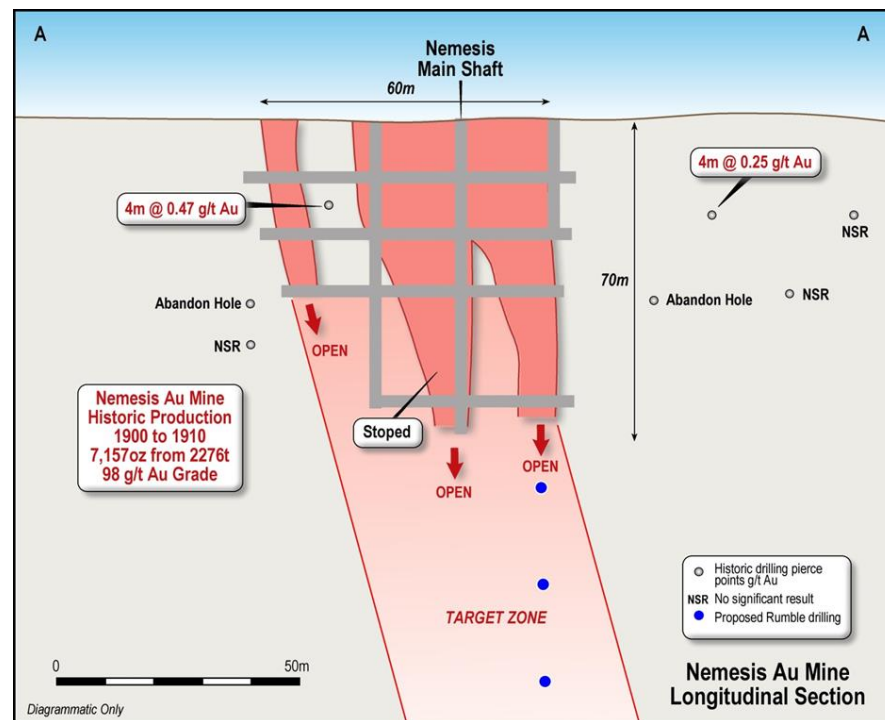 A
A
Nemesis
Main Shaft
60m
4m @ 0.47 g/t Au
4m @ 0.25 g/t Au
NSR
70m
Abandon Hole
Abandon Hole
NSR
NSR
OPEN
Nemesis Au Mine
Historic Production
1900 to 1910
7,157oz from 2276t
98 g/t Au Grade
Stoped
OPEN
OPEN
Historic drilling pierce
points g/t Au
NSR No significant result
Proposed Rumble drilling
TARGET ZONE
0
50m
Nemesis Au Mine
Longitudinal Section
Diagrammatic Only